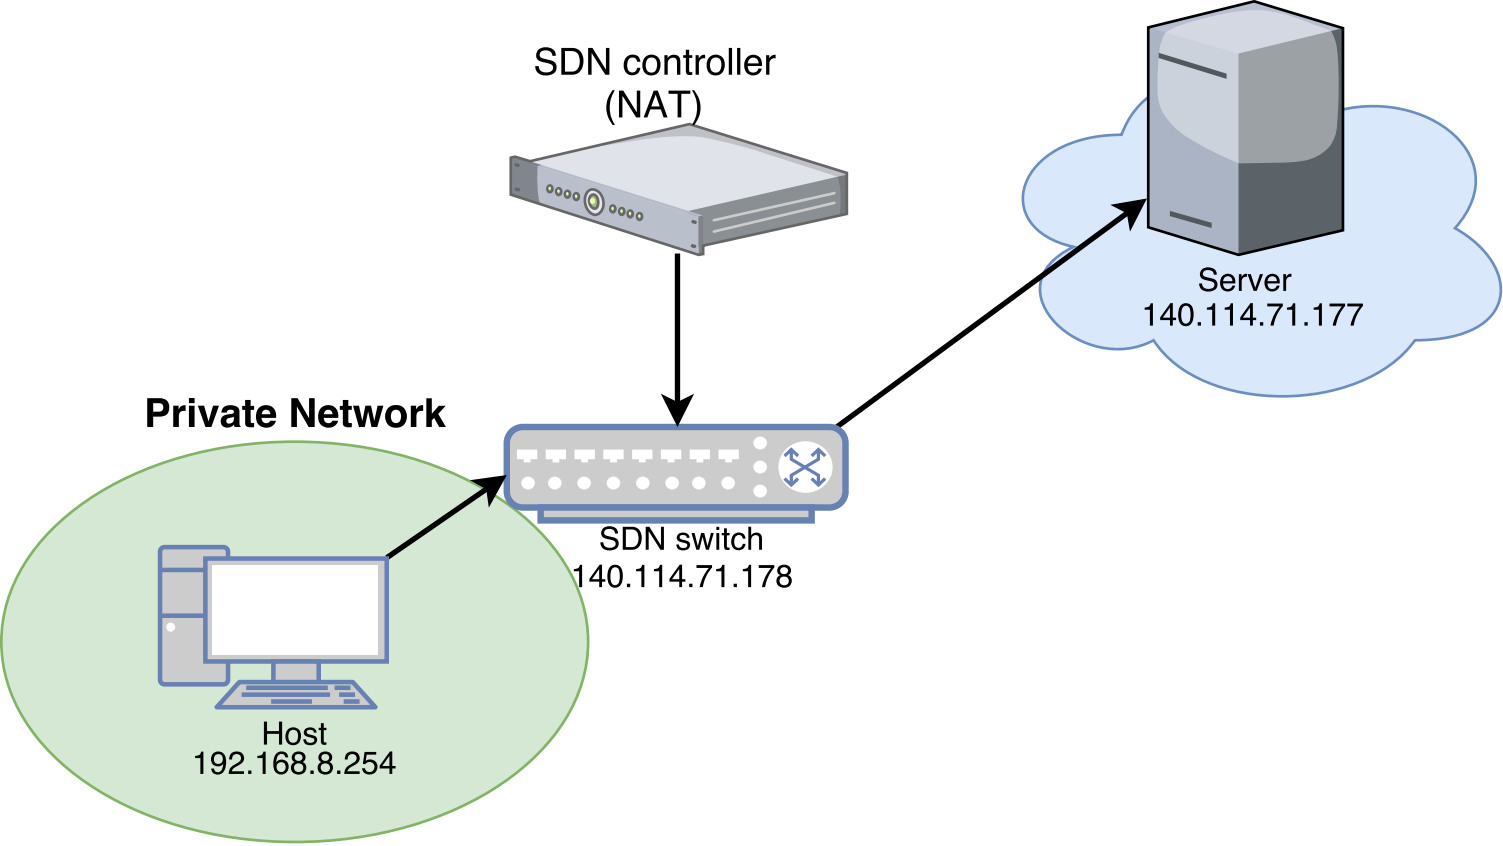 SDN controller
(NAT)
Server
140.114.71.177
Private Network
SDN switch
140.114.71.178
Host
192.168.8.254